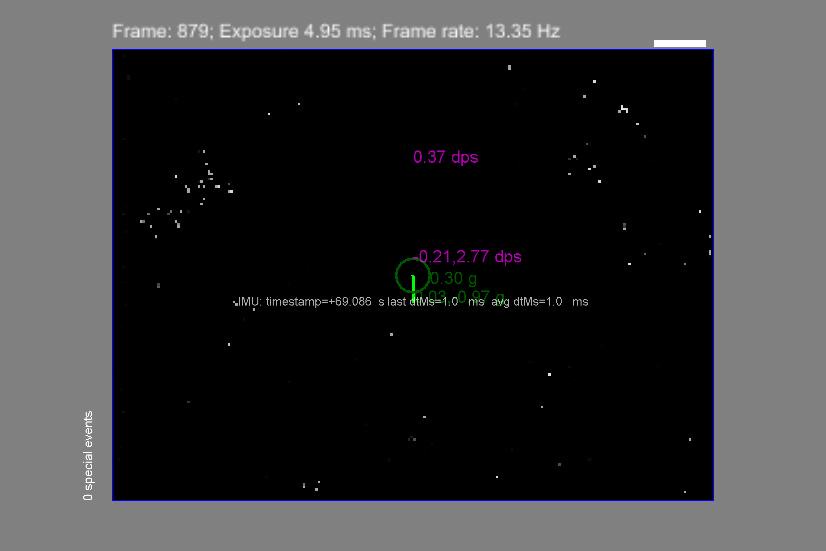 Frame: 879; Exposure 4.95 ms; Frame rate: 13.35 Hz
0.37 dps
-0.21,2.77 dps
0.30 g
IMU: timestamp=+69.086 s last dtMs=1.0 ms avg dtMs=1.0 ms
0 special events